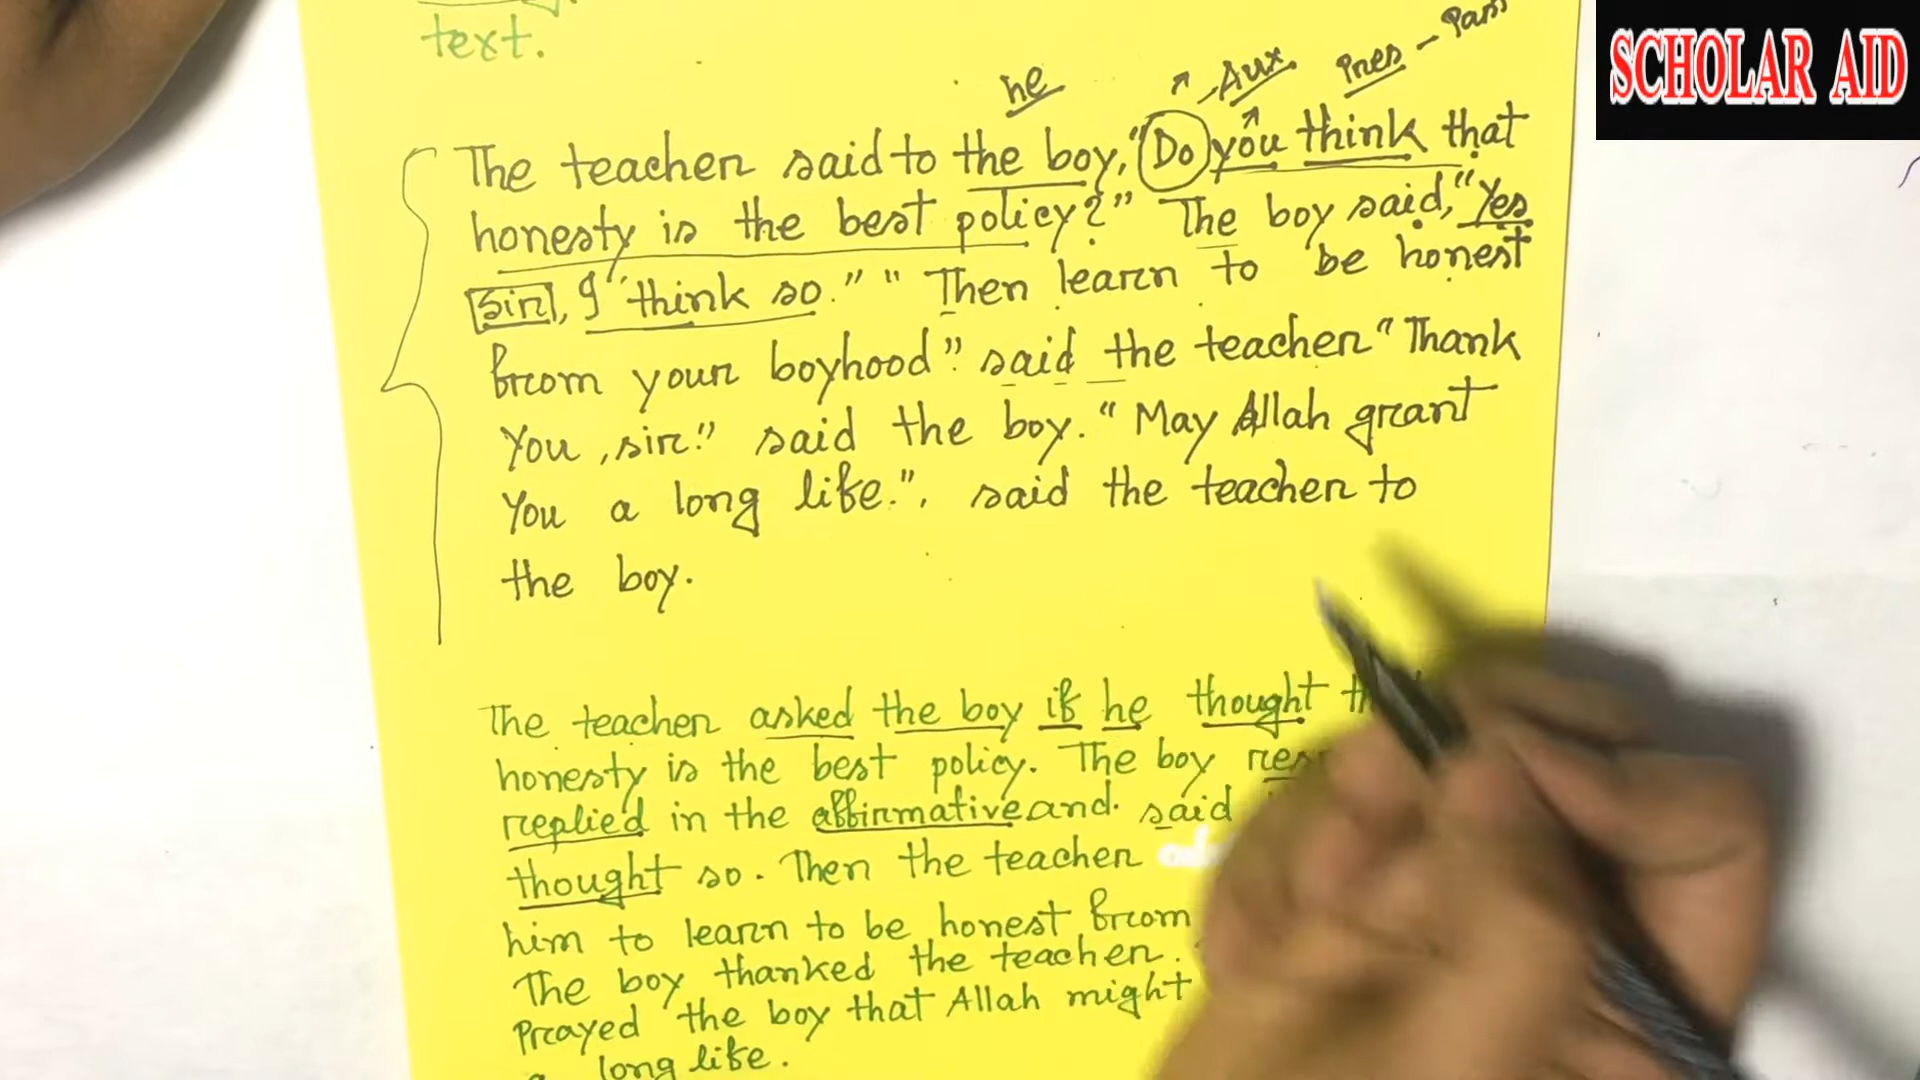 text.
SCHOLAR AID
he
Aux
Pres -
The teacher said to the boy, "Do you think that
honesty is the best policy?" The boy said, "Yes
Sir, I think so." " Then learn to be honest
from your boyhood" said the teacher "Thank
You, sir." said the boy. "May Allah grant
You a long life.", said the teacher to
the boy.
The teacher asked the boy if he thought
honesty is the best policy. The boy
replied in the affirmative and said
thought so. Then the teacher
him to learn to be honest from
The boy thanked the teacher.
Prayed the boy that Allah might
a long life.